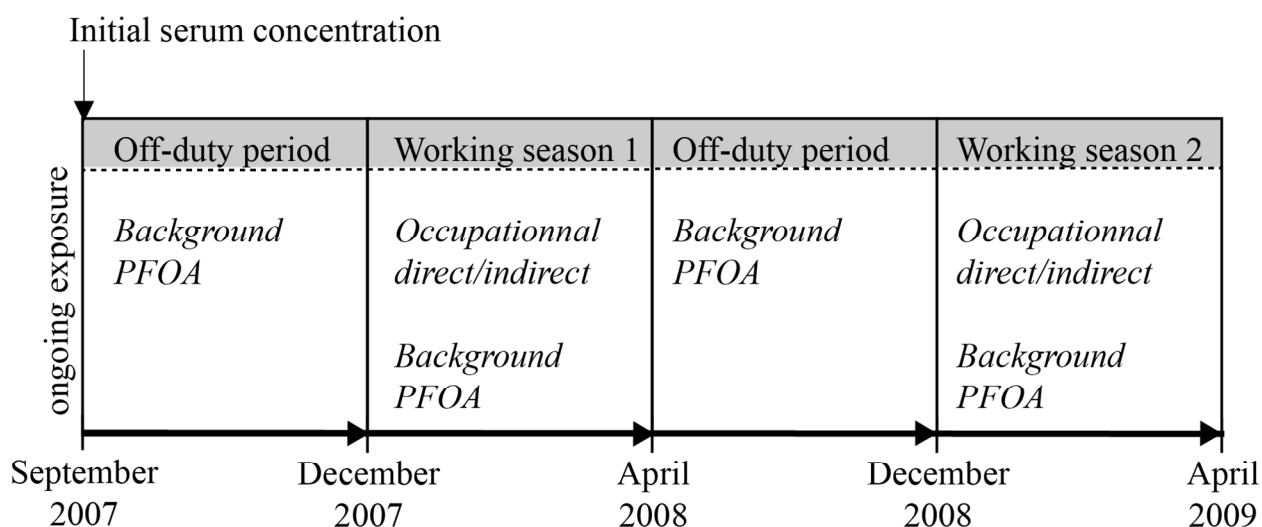 Initial serum concentration
Off-duty period
Working season 1
Off-duty period
Working season 2
ongoing exposure
Background
PFOA
Occupationnal
direct/indirect
Background
PFOA
Background
PFOA
Occupationnal
direct/indirect
Background
PFOA
September
2007
December
2007
April
2008
December
2008
April
2009